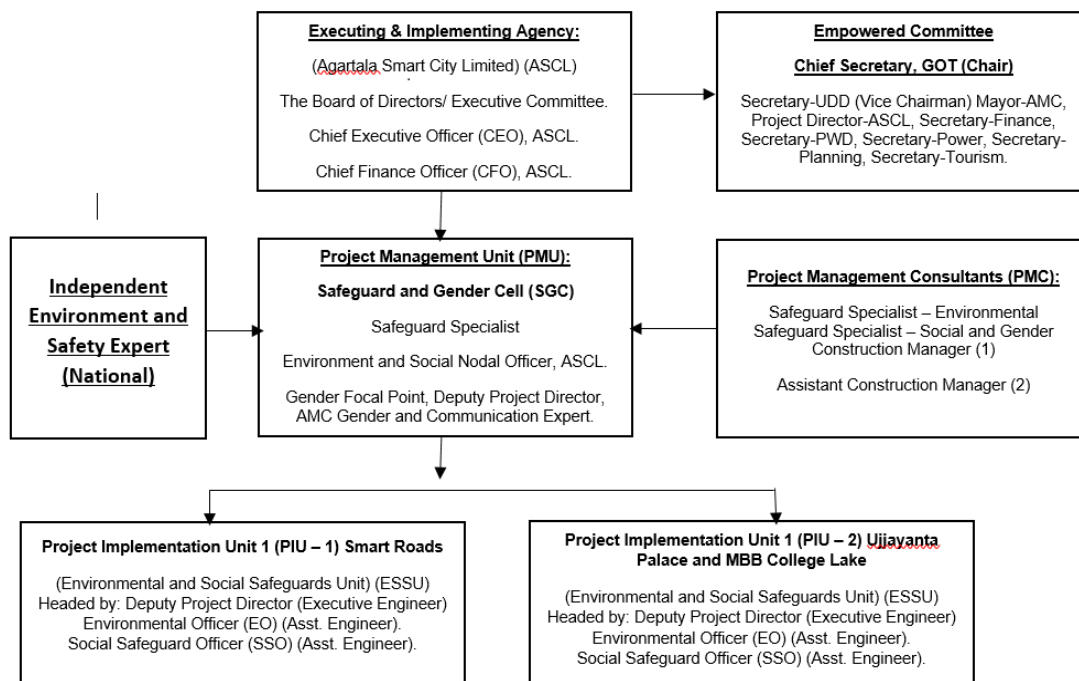 Executing & Implementing Agency:
(Agartala Smart City Limited) (ASCL)
The Board of Directors/ Executive Committee.
Chief Executive Officer (CEO), ASCL.
Chief Finance Officer (CFO), ASCL.
Empowered Committee
Chief Secretary, GOT (Chair)
Secretary-UDD (Vice Chairman) Mayor-AMC,
Project Director-ASCL, Secretary-Finance,
Secretary-PWD, Secretary-Power, Secretary-
Planning, Secretary-Tourism.
Independent
Environment and
Safety Expert
(National)
Project Management Unit (PMU):
Safeguard and Gender Cell (SGC)
Safeguard Specialist
Environment and Social Nodal Officer, ASCL.
Gender Focal Point, Deputy Project Director,
AMC Gender and Communication Expert.
Project Management Consultants (PMC):
Safeguard Specialist – Environmental
Safeguard Specialist – Social and Gender
Construction Manager (1)
Assistant Construction Manager (2)
Project Implementation Unit 1 (PIU – 1) Smart Roads
(Environmental and Social Safeguards Unit) (ESSU)
Headed by: Deputy Project Director (Executive Engineer)
Environmental Officer (EO) (Asst. Engineer).
Social Safeguard Officer (SSO) (Asst. Engineer).
Project Implementation Unit 1 (PIU – 2) Ujjayanta
Palace and MBB College Lake
(Environmental and Social Safeguards Unit) (ESSU)
Headed by: Deputy Project Director (Executive Engineer)
Environmental Officer (EO) (Asst. Engineer).
Social Safeguard Officer (SSO) (Asst. Engineer).